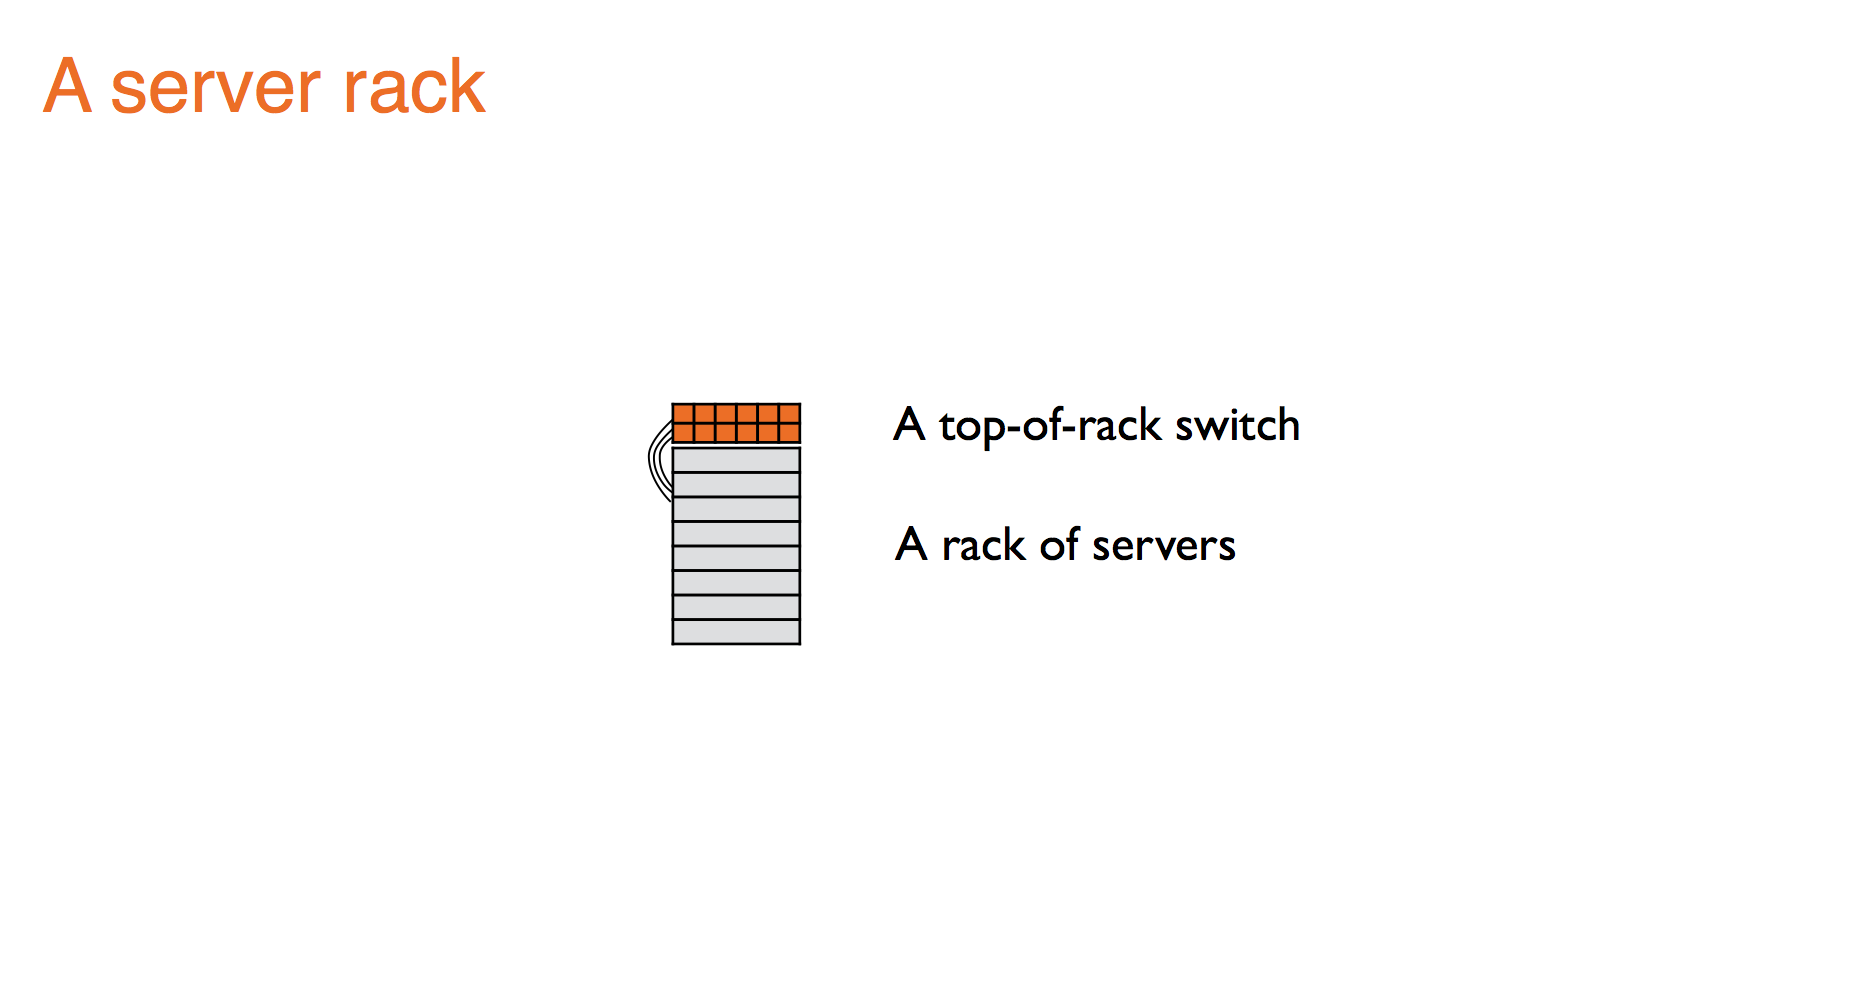 A server rack
A top-of-rack switch
A rack of servers